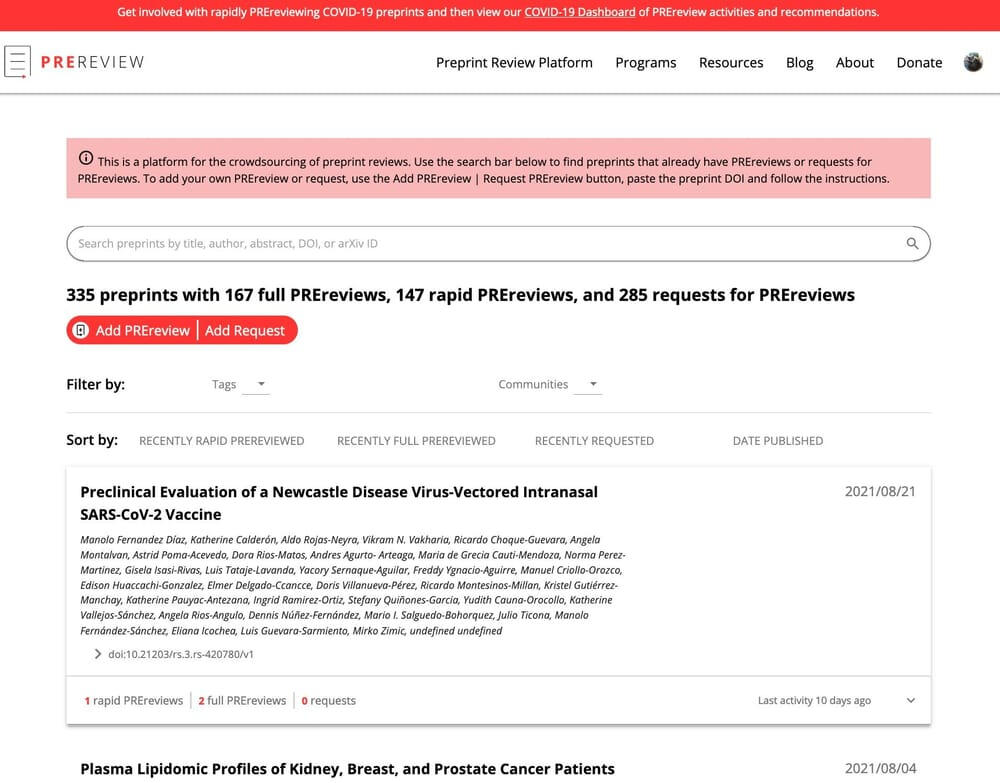 Get involved with rapidly PREreviewing COVID-19 preprints and then view our COVID-19 Dashboard of PREreview activities and recommendations.
PREREVIEW
Preprint Review Platform Programs Resources Blog About Donate
This is a platform for the crowdsourcing of preprint reviews. Use the search bar below to find preprints that already have PREreviews or requests for
PREreviews. To add your own PREreview or request, use the Add PREreview | Request PREreview button, paste the preprint DOI and follow the instructions.
Search preprints by title, author, abstract, DOI, or arXiv ID
335 preprints with 167 full PREreviews, 147 rapid PREreviews, and 285 requests for PREreviews
Add PREreview | Add Request
Filter by: Tags Communities
Sort by: RECENTLY RAPID PREREVIEWED RECENTLY FULL PREREVIEWED RECENTLY REQUESTED DATE PUBLISHED
Preclinical Evaluation of a Newcastle Disease Virus-Vectored Intranasal 2021/08/21
SARS-CoV-2 Vaccine
Manolo Fernandez Díaz, Katherine Calderón, Aldo Rojas-Neyra, Vikram N. Vakharia, Ricardo Choque-Guevara, Angela
Montalvan, Astrid Poma-Acevedo, Dora Rios-Matos, Andres Agurto- Arteaga, Maria de Grecia Cauti-Mendoza, Norma Perez-
Martinez, Gisela Isasi-Rivas, Luis Tataje-Lavanda, Yacory Sernaque-Aguilar, Freddy Ygnacio-Aguirre, Manuel Criollo-Orozco,
Edison Huaccachi-Gonzalez, Elmer Delgado-Ccancce, Doris Villanueva-Pérez, Ricardo Montesinos-Millan, Kristel Gutiérrez-
Manchay, Katherine Pauyac-Antezana, Ingrid Ramirez-Ortiz, Stefany Quiñones-Garcia, Yudith Cauna-Orocollo, Katherine
Vallejos-Sánchez, Angela Rios-Angulo, Dennis Núñez-Fernández, Mario I. Salguedo-Bohorquez, Julio Ticona, Manolo
Fernández-Sánchez, Eliana Icochea, Luis Guevara-Sarmiento, Mirko Zimic, undefined undefined
doi:10.21203/rs.3.rs-420780/v1
1 rapid PREreviews 2 full PREreviews 0 requests Last activity 10 days ago
Plasma Lipidomic Profiles of Kidney, Breast, and Prostate Cancer Patients 2021/08/04